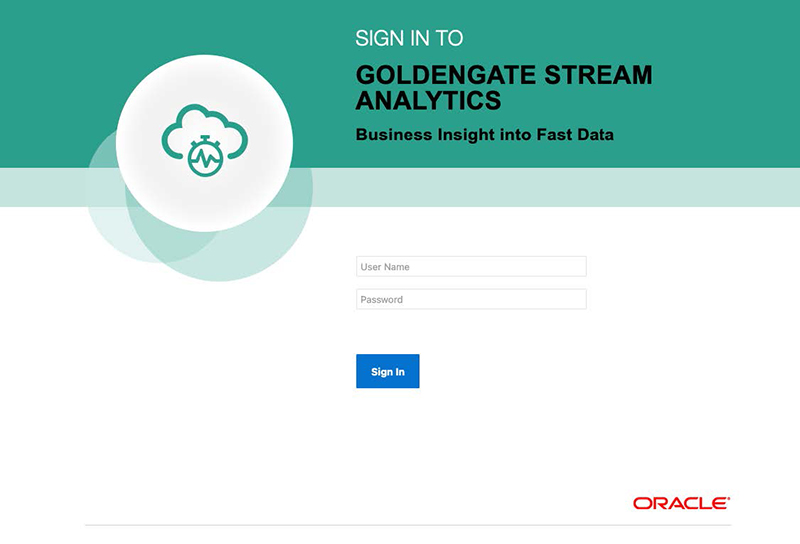 SIGN IN TO
GOLDENGATE STREAM
ANALYTICS
Business Insight into Fast Data
User Name
Password
Sign In
ORACLE®